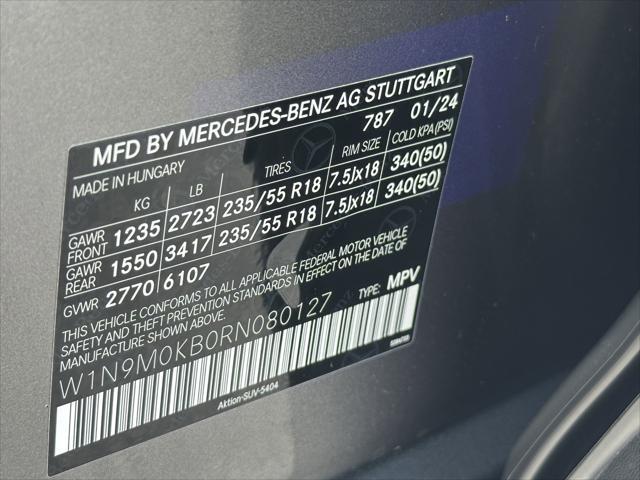 MFD BY MERCEDES-BENZ AG STUTTGART
787 01/24
MADE IN HUNGARY
KG LB TIRES RIM SIZE COLD KPA (PSI)
GAWR FRONT 1235 2723 235/55 R18 7.5Jx18 340(50)
GAWR REAR 1550 3417 235/55 R18 7.5Jx18 340(50)
GVWR 2770 6107
THIS VEHICLE CONFORMS TO ALL APPLICABLE FEDERAL MOTOR VEHICLE
SAFETY AND THEFT PREVENTION STANDARDS IN EFFECT ON THE DATE OF
MANUFACTURE SHOWN ABOVE.
W1N9M0KB0RN080127 TYPE: MPV
Aktion-SUV-5404